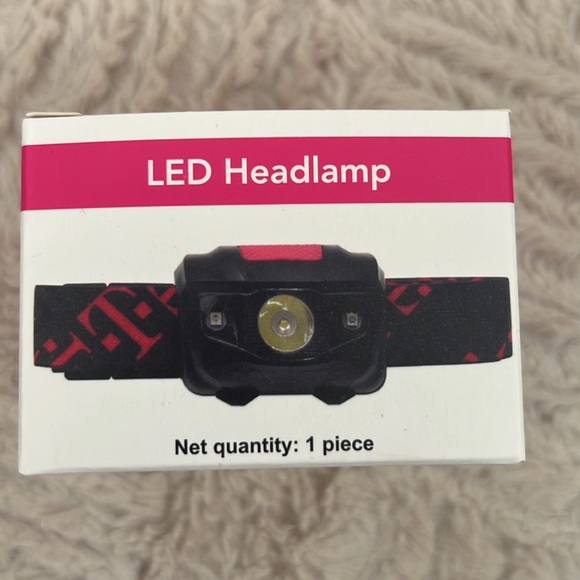 LED Headlamp
T
Net quantity: 1 piece